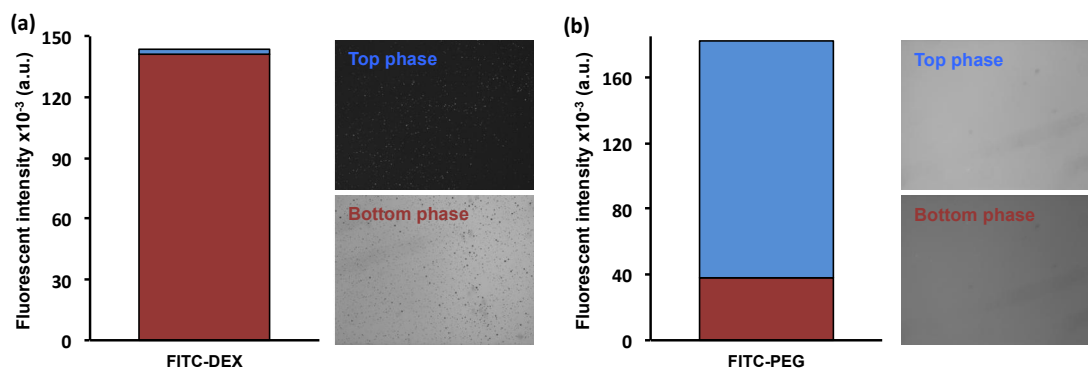 (a)
Fluorescent intensity x10⁻³ (a.u.)
150
120
90
60
30
0
FITC-DEX
Top phase
Bottom phase
(b)
Fluorescent intensity x10⁻³ (a.u.)
160
120
80
40
0
FITC-PEG
Top phase
Bottom phase